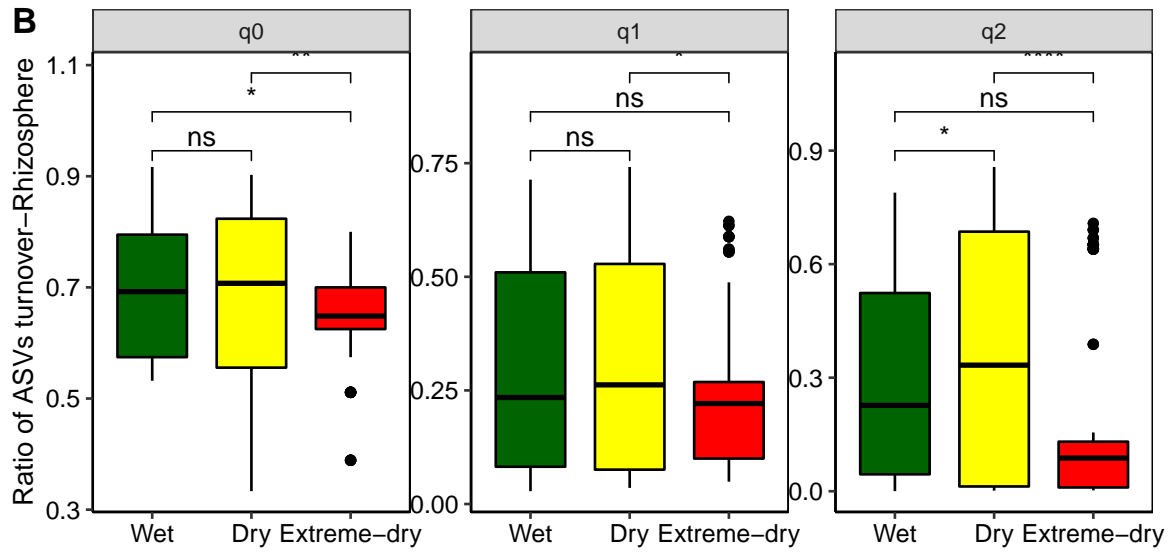 B
q0
q1
q2
Ratio of ASVs turnover−Rhizosphere
1.1
0.9
0.7
0.5
0.3
**
*
ns
Wet
Dry
Extreme−dry
0.75
0.50
0.25
0.00
*
ns
ns
Wet
Dry
Extreme−dry
0.9
0.6
0.3
0.0
****
ns
*
Wet
Dry
Extreme−dry